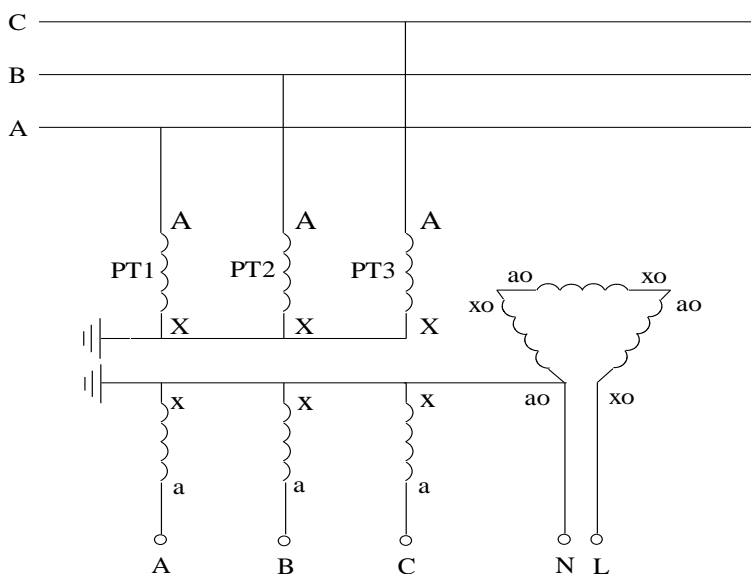 C
B
A
A A A
PT1 PT2 PT3
ao xo
xo ao
X X X
x x x ao xo
a a a
A B C N L